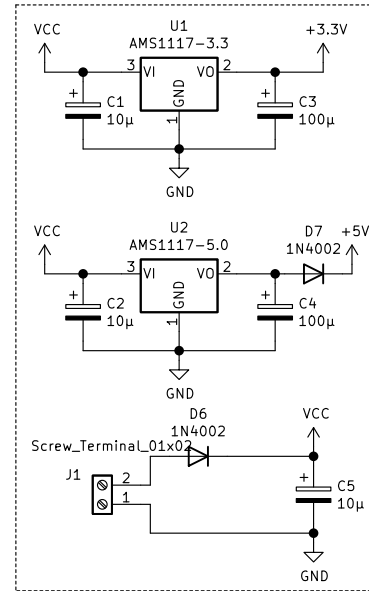 U1
VCC
AMS1117-3.3
+3.3V
3 VI VO 2
+
C1
10µ
GND
1
+
C3
100µ
GND
U2
VCC
AMS1117-5.0
D7 +5V
1N4002
3 VI VO 2
+
C2
10µ
GND
1
+
C4
100µ
GND
D6
1N4002
VCC
Screw_Terminal_01x02
J1
2
1
+
C5
10µ
GND